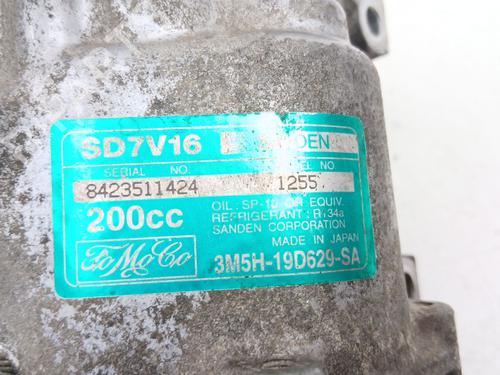 SD7V16 SANDEN
SERIAL NO.
8423511424 1255
200cc OIL: SP-10 OR EQUIV.
REFRIGERANT: R134a
SANDEN CORPORATION
MADE IN JAPAN
FoMoCo 3M5H-19D629-SA